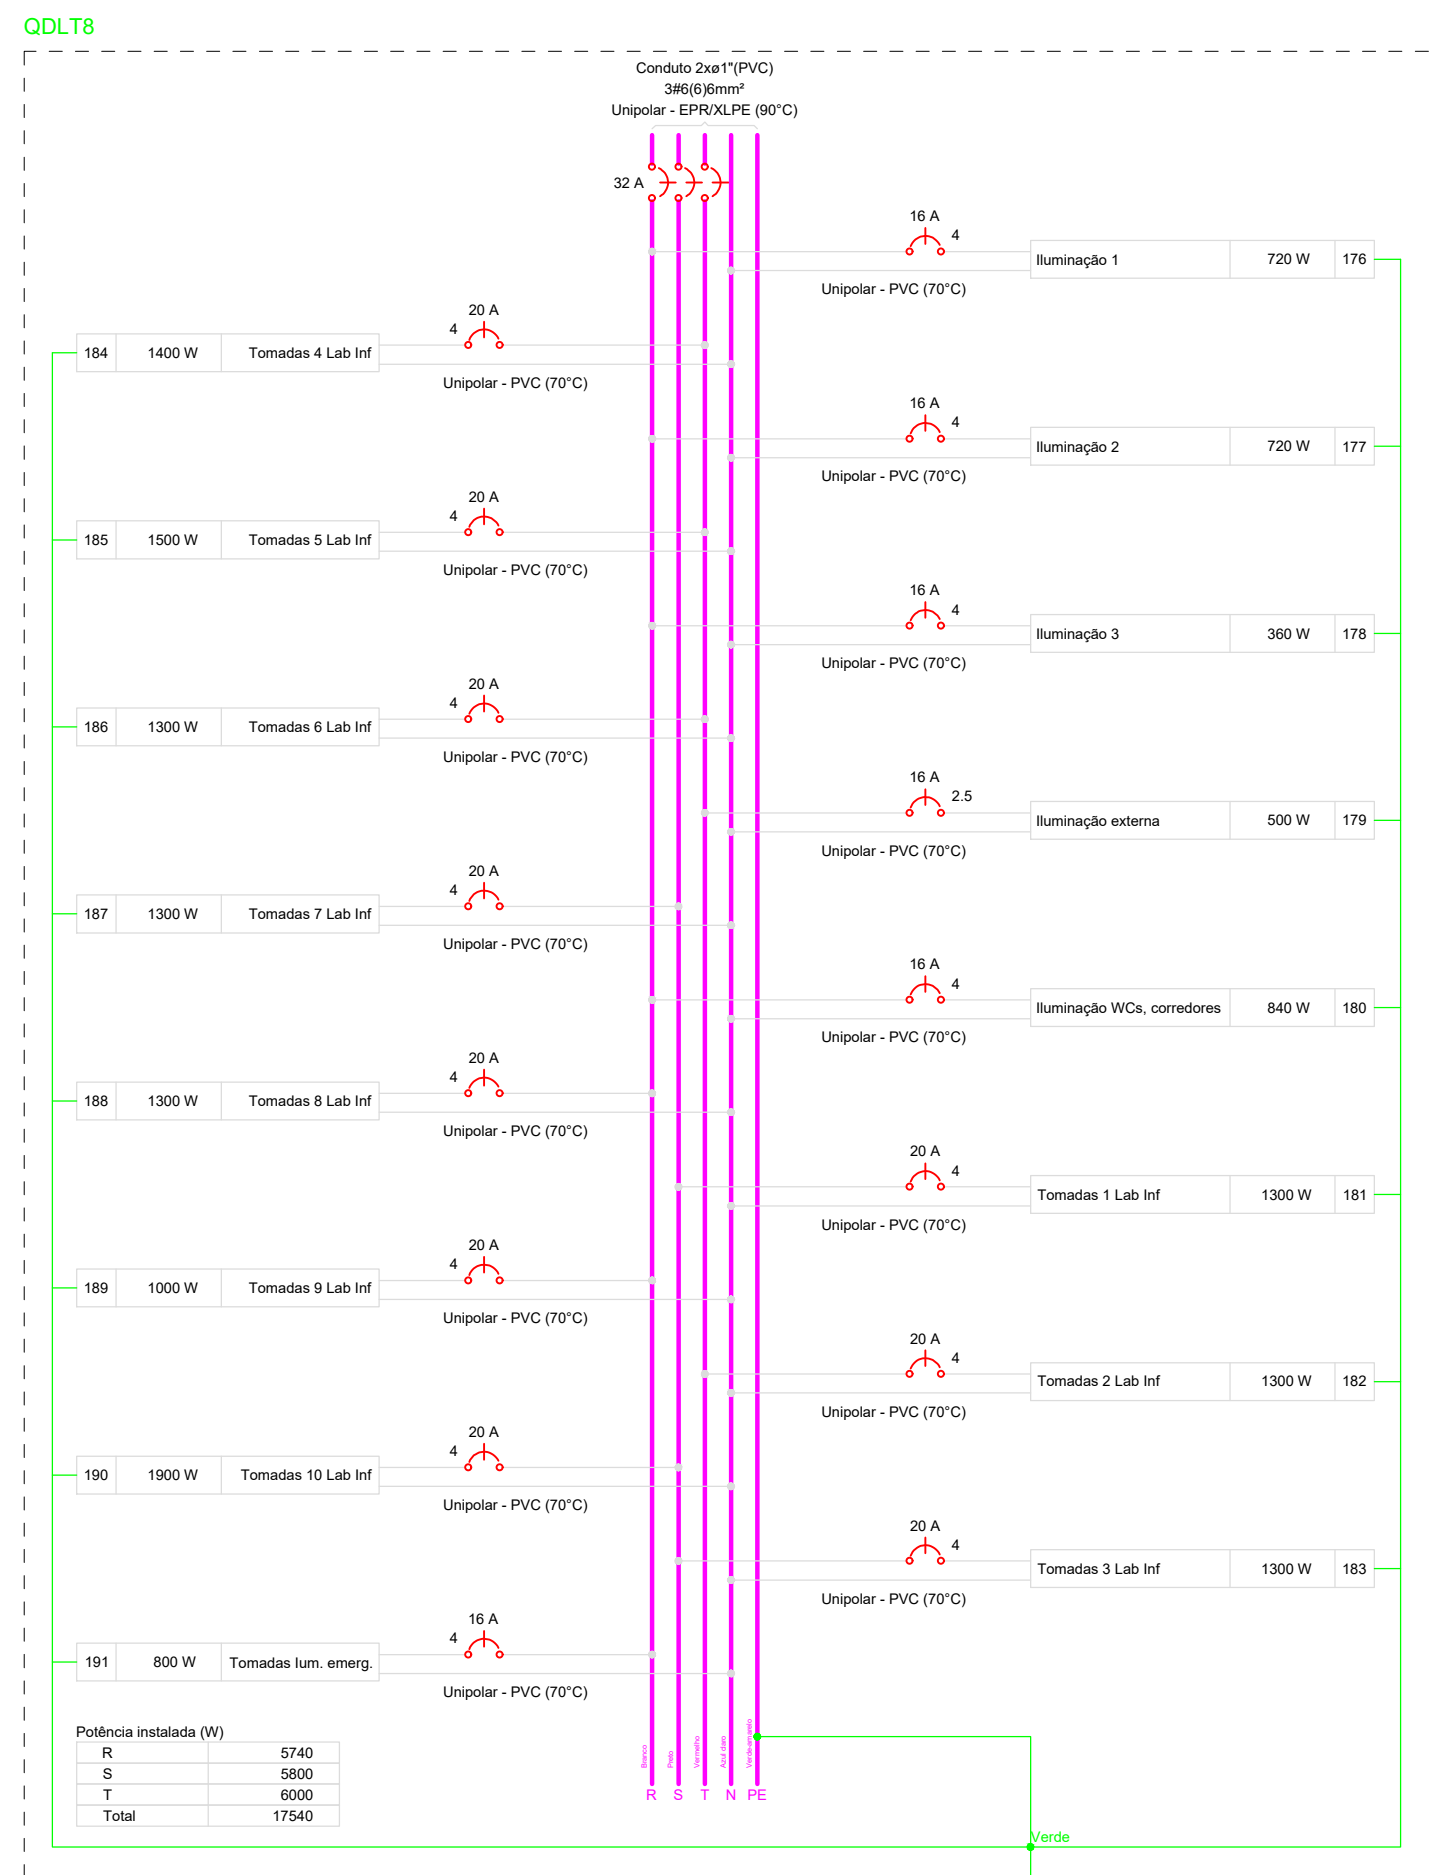 QDLT8
Conduto 2xø1"(PVC)
3#6(6)6mm²
Unipolar - EPR/XLPE (90°C)
32 A
16 A
4
Iluminação 1 720 W 176
Unipolar - PVC (70°C)
20 A
4
184 1400 W Tomadas 4 Lab Inf
Unipolar - PVC (70°C)
16 A
4
Iluminação 2 720 W 177
Unipolar - PVC (70°C)
20 A
4
185 1500 W Tomadas 5 Lab Inf
Unipolar - PVC (70°C)
16 A
4
Iluminação 3 360 W 178
Unipolar - PVC (70°C)
20 A
4
186 1300 W Tomadas 6 Lab Inf
Unipolar - PVC (70°C)
16 A
2.5
Iluminação externa 500 W 179
Unipolar - PVC (70°C)
20 A
4
187 1300 W Tomadas 7 Lab Inf
Unipolar - PVC (70°C)
16 A
4
Iluminação WCs, corredores 840 W 180
Unipolar - PVC (70°C)
20 A
4
188 1300 W Tomadas 8 Lab Inf
Unipolar - PVC (70°C)
20 A
4
Tomadas 1 Lab Inf 1300 W 181
Unipolar - PVC (70°C)
20 A
4
189 1000 W Tomadas 9 Lab Inf
Unipolar - PVC (70°C)
20 A
4
Tomadas 2 Lab Inf 1300 W 182
Unipolar - PVC (70°C)
20 A
4
190 1900 W Tomadas 10 Lab Inf
Unipolar - PVC (70°C)
20 A
4
Tomadas 3 Lab Inf 1300 W 183
Unipolar - PVC (70°C)
16 A
4
191 800 W Tomadas lum. emerg.
Unipolar - PVC (70°C)
Potência instalada (W)
R 5740
S 5800
T 6000
Total 17540
Branco
Preto
Vermelho
Azul claro
Verde-amarelo
R S T N PE
Verde